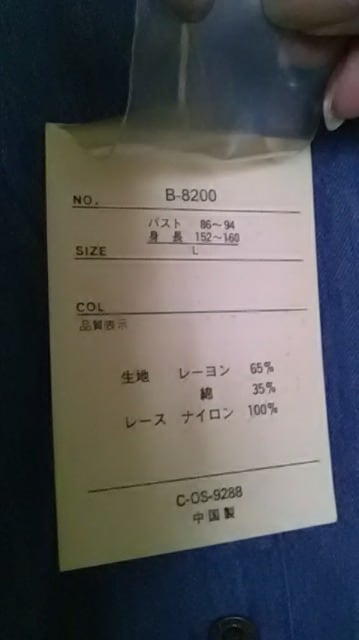 NO. B-8200
バスト 86〜94
身長 152〜160
SIZE L
COL
品質表示
生地 レーヨン 65%
綿 35%
レース ナイロン 100%
C-OS-9288
中国製